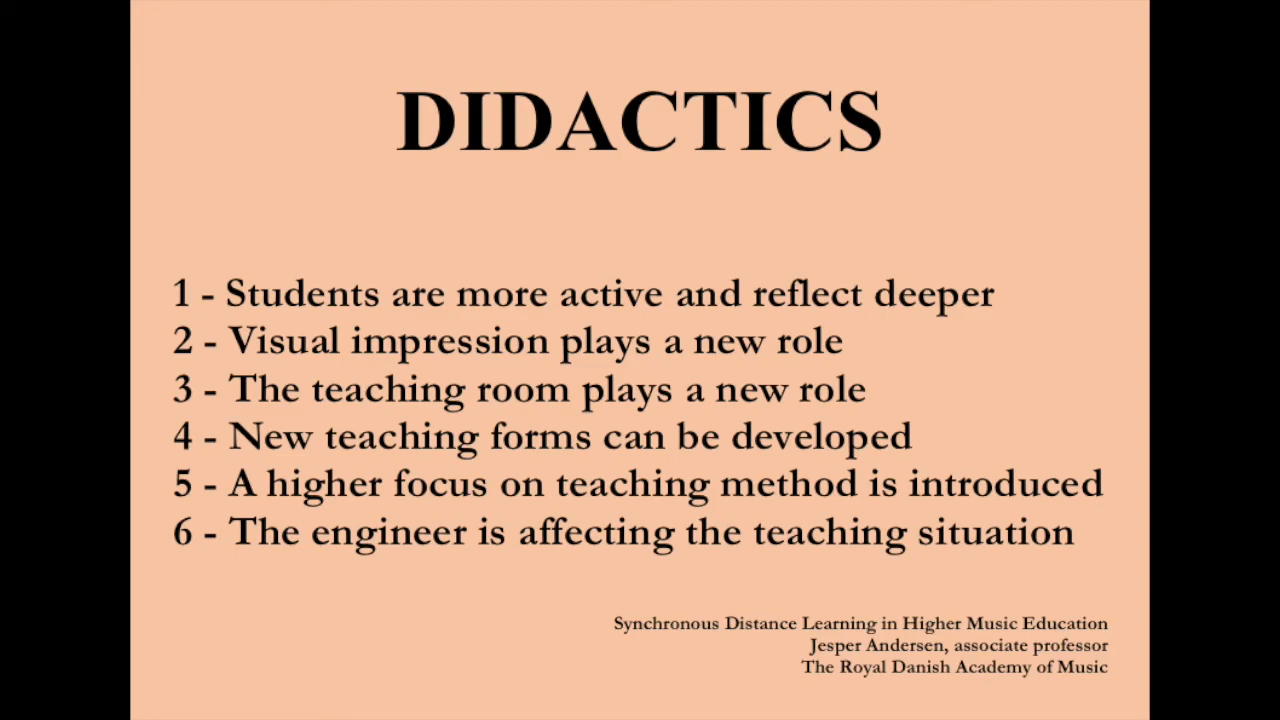 DIDACTICS
1 - Students are more active and reflect deeper
2 - Visual impression plays a new role
3 - The teaching room plays a new role
4 - New teaching forms can be developed
5 - A higher focus on teaching method is introduced
6 - The engineer is affecting the teaching situation
Synchronous Distance Learning in Higher Music Education
Jesper Andersen, associate professor
The Royal Danish Academy of Music